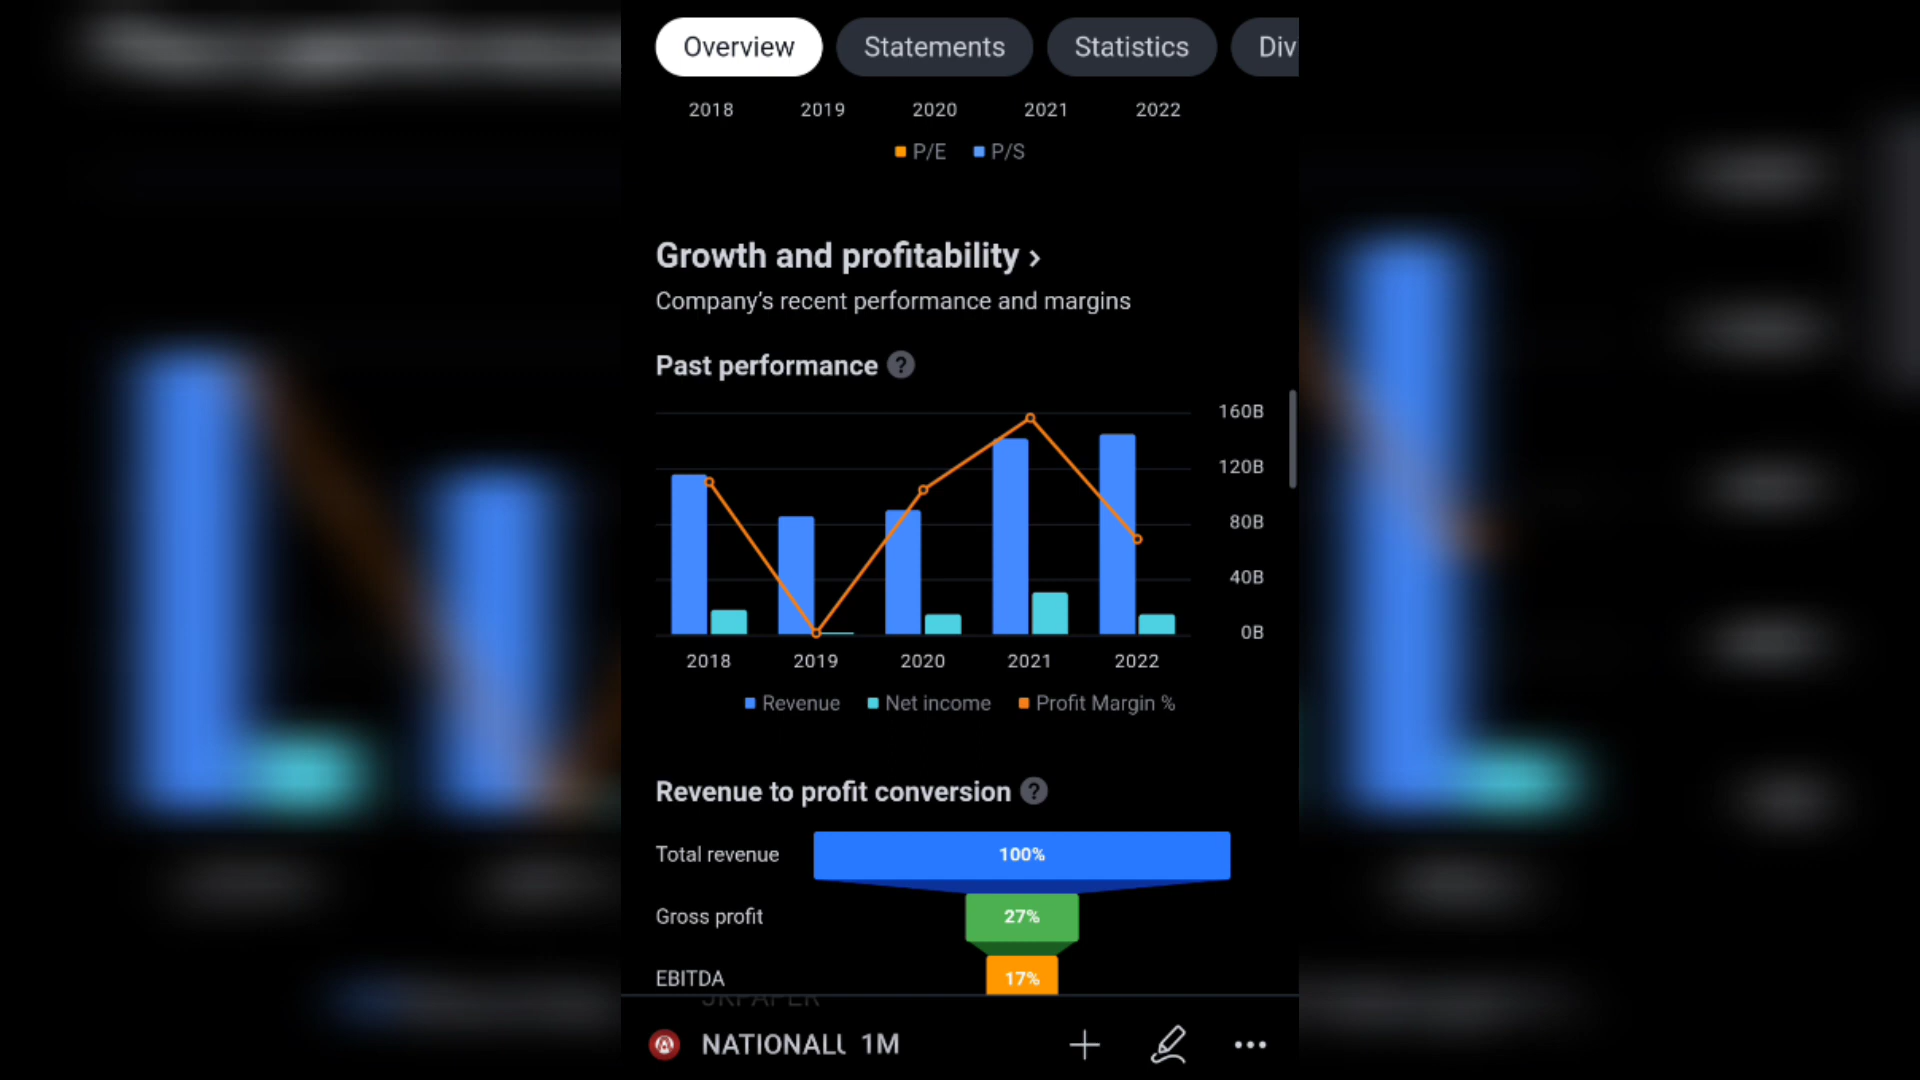 Overview Statements Statistics Div
2018 2019 2020 2021 2022
P/E P/S
Growth and profitability ›
Company's recent performance and margins
Past performance ?
160B
120B
80B
40B
0B
2018 2019 2020 2021 2022
Revenue Net income Profit Margin %
Revenue to profit conversion ?
Total revenue 100%
Gross profit 27%
EBITDA 17%
JKPAPER
NATIONALU 1M